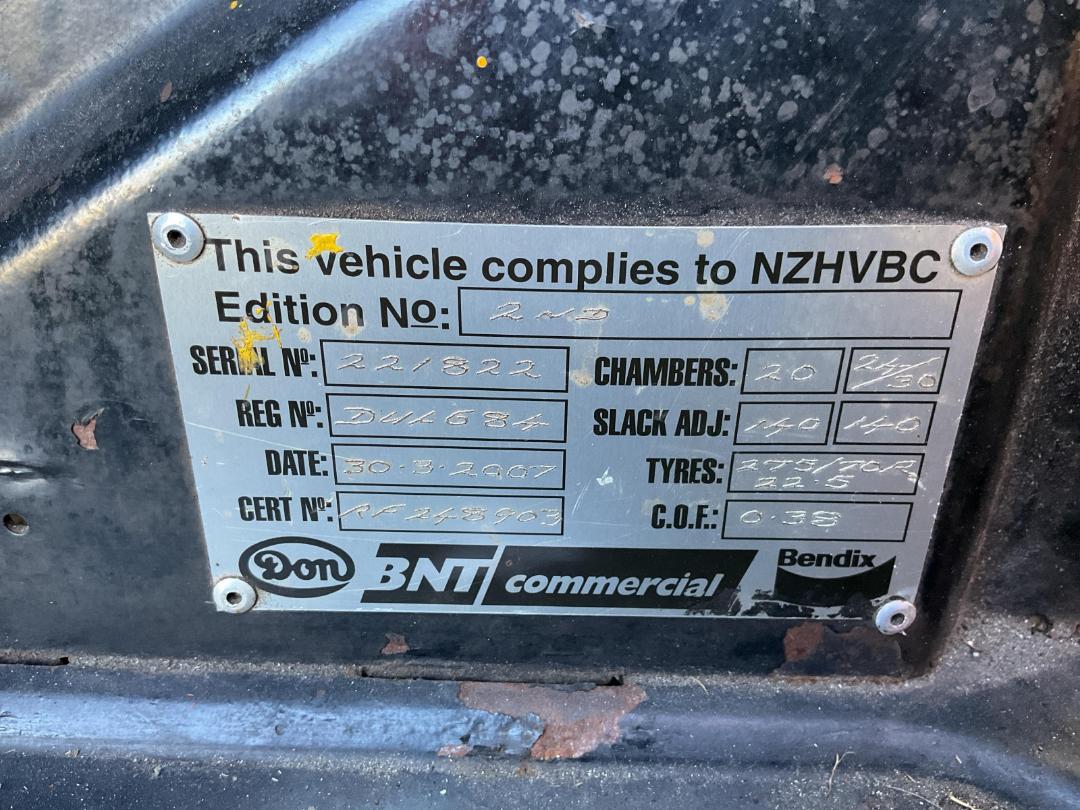 This vehicle complies to NZHVBC
Edition No: 2ND
SERIAL Nº: 221822 CHAMBERS: 20 24/30
REG Nº: SLACK ADJ: 140 140
DATE: 30·3·2007 TYRES: 275/70R 22.5
CERT Nº: RF248903 C.O.F.: 0.38
Don BNT commercial Bendix